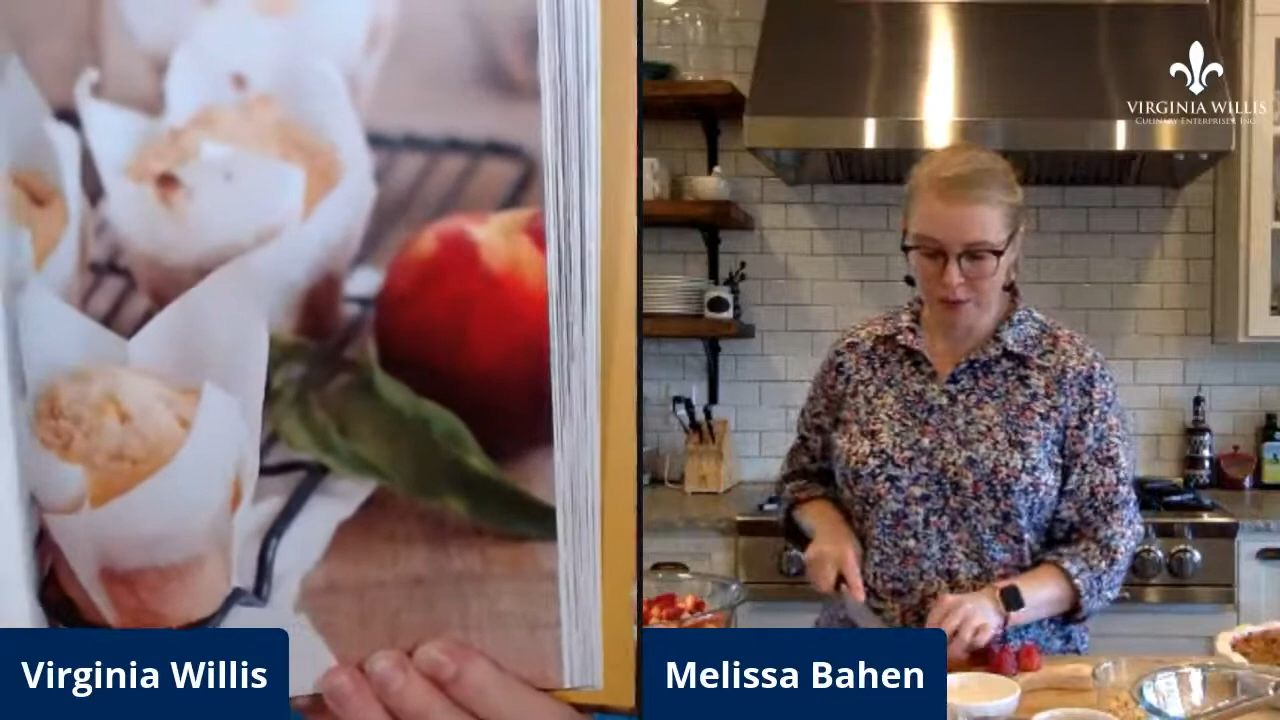 VIRGINIA WILLIS
CULINARY ENTERPRISES, INC
Virginia Willis
Melissa Bahen